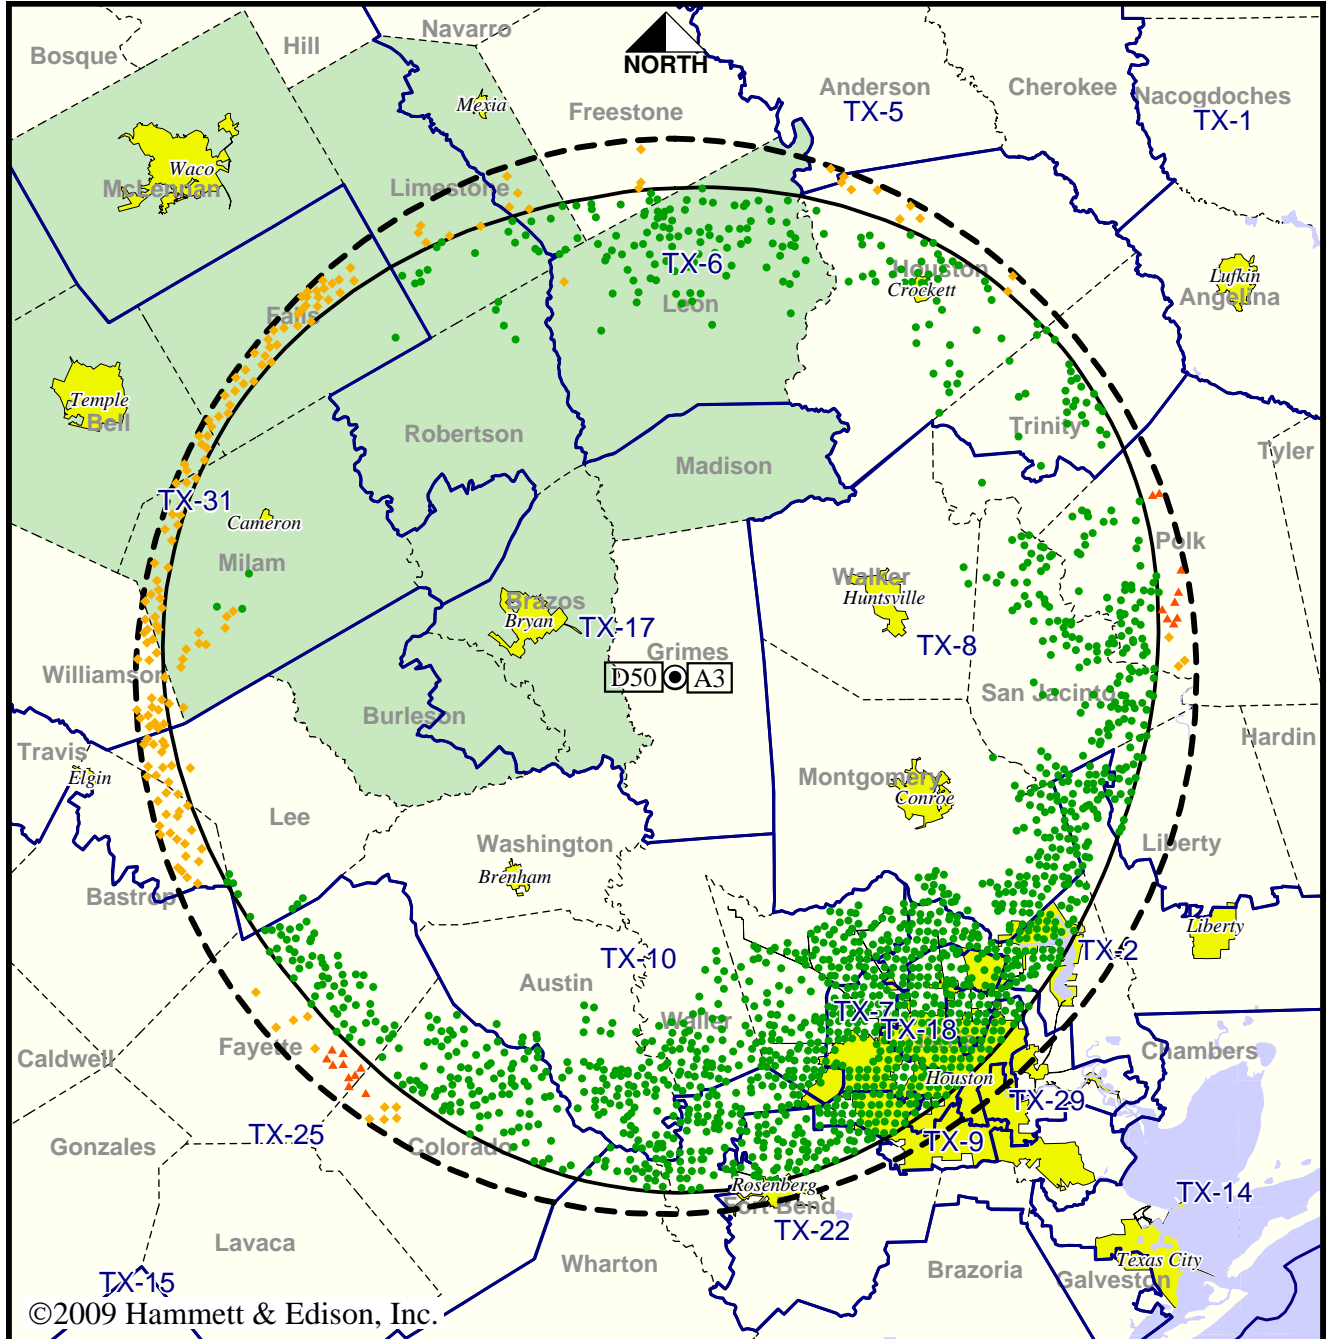 Navarro
Hill
Bosque
NORTH
Anderson
Cherokee
Nacogdoches
TX-1
TX-5
Mexia
Freestone
Waco
McLennan
Limestone
TX-6
Houston
Crockett
Lufkin
Angelina
Leon
Falls
Temple
Bell
Robertson
Trinity
Tyler
Madison
TX-31
Cameron
Milam
Polk
Walker
Huntsville
Brazos
Bryan
TX-17
TX-8
Grimes
D50
A3
Williamson
San Jacinto
Burleson
Hardin
Travis
Elgin
Montgomery
Conroe
Lee
Washington
Brenham
Liberty
Bastrop
Liberty
TX-10
TX-2
Austin
Waller
TX-7
TX-18
Caldwell
Fayette
Chambers
Houston
TX-29
Gonzales
TX-25
Colorado
TX-9
Rosenberg
Fort Bend
TX-22
TX-14
Lavaca
Wharton
Brazoria
Texas City
Galveston
TX-15
©2009 Hammett & Edison, Inc.